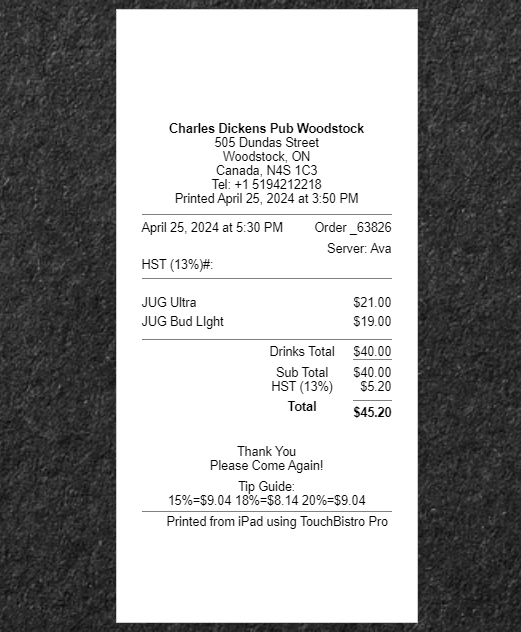 Charles Dickens Pub Woodstock
505 Dundas Street
Woodstock, ON
Canada, N4S 1C3
Tel: +1 5194212218
Printed April 25, 2024 at 3:50 PM
April 25, 2024 at 5:30 PM Order _63826
Server: Ava
HST (13%)#:
JUG Ultra $21.00
JUG Bud LIght $19.00
Drinks Total $40.00
Sub Total $40.00
HST (13%) $5.20
Total $45.20
Thank You
Please Come Again!
Tip Guide:
15%=$9.04 18%=$8.14 20%=$9.04
Printed from iPad using TouchBistro Pro